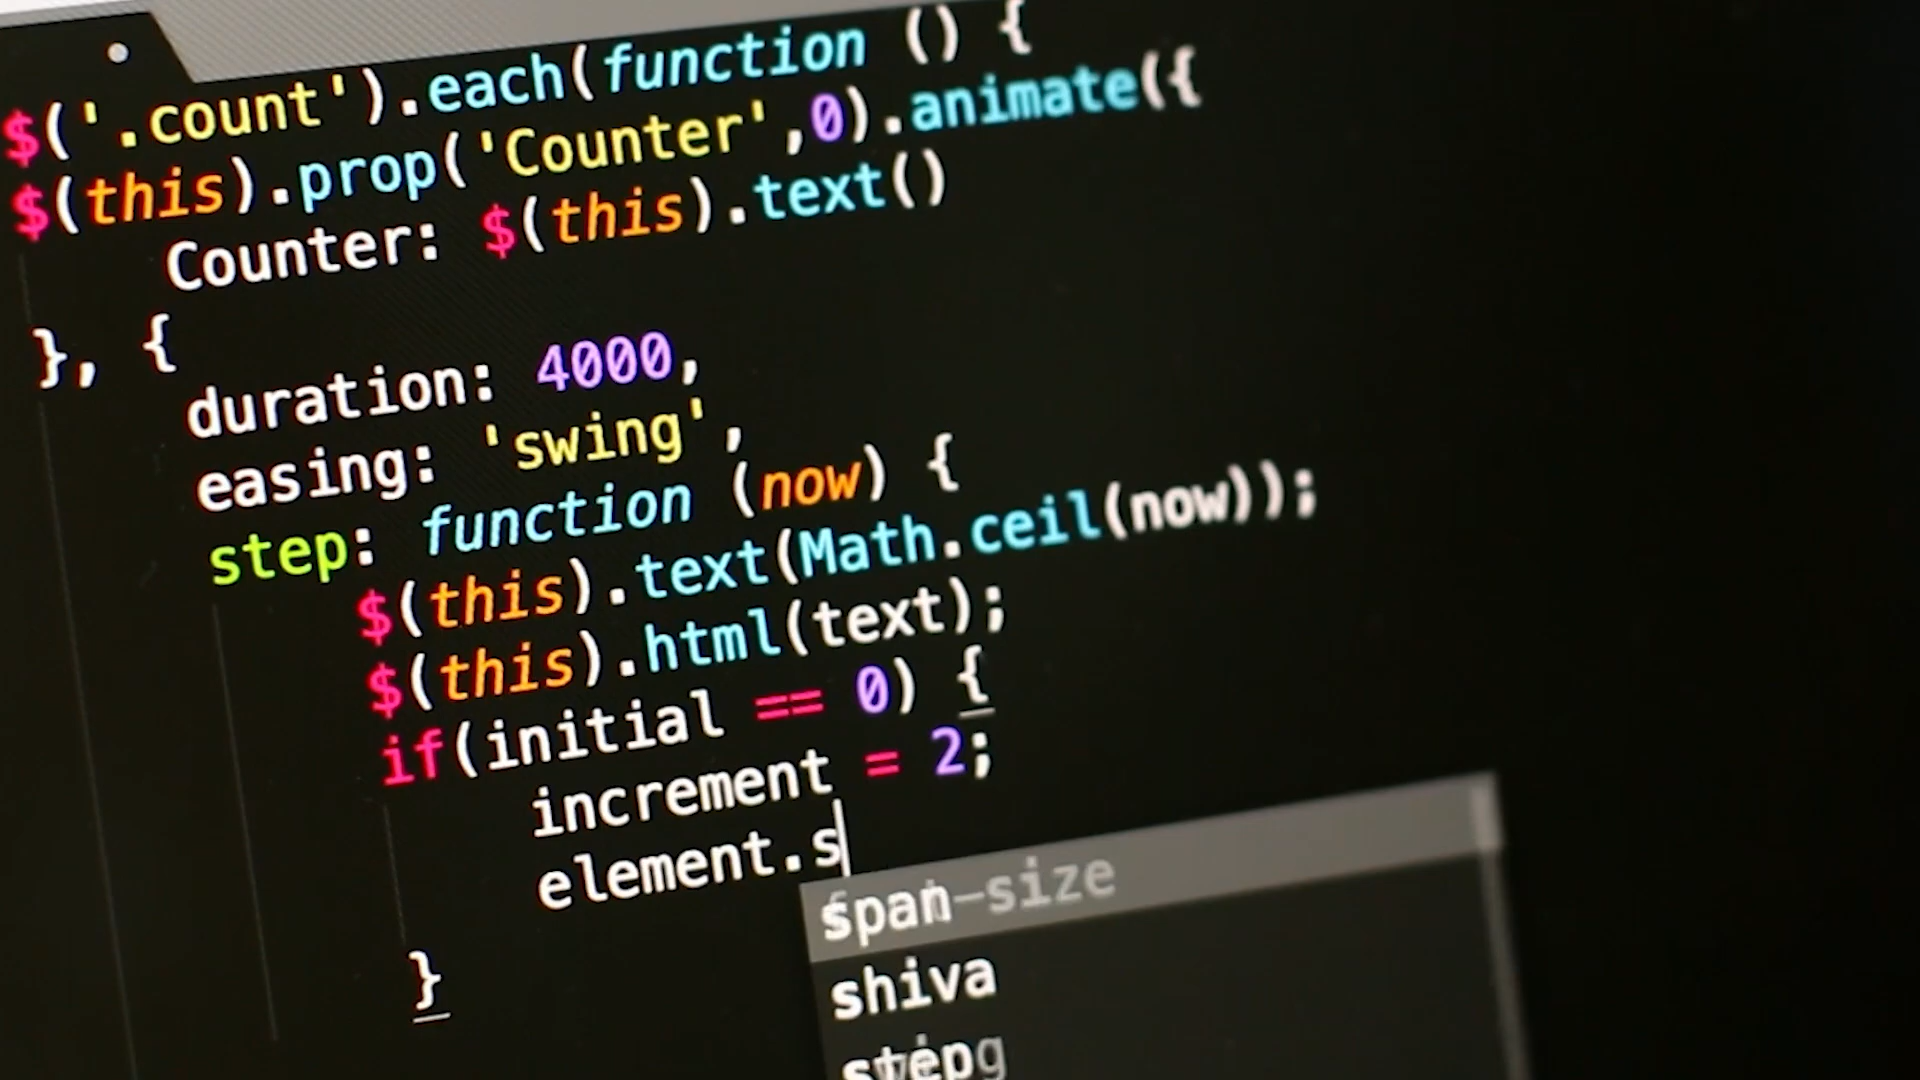 $('.count').each(function () {
$(this).prop('Counter',0).animate({
Counter: $(this).text()
}, {
duration: 4000,
easing: 'swing',
step: function (now) {
$(this).text(Math.ceil(now));
$(this).html(text);
if(initial == 0) {
increment = 2;
element.s
span-size
shiva
}